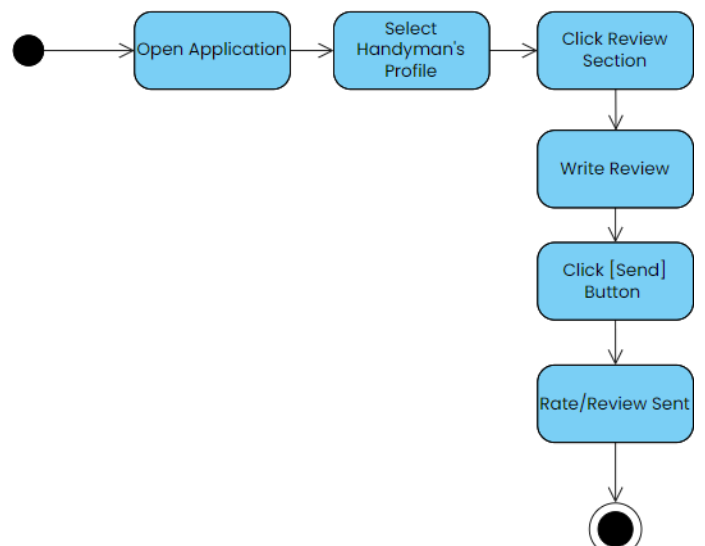 Open Application
Select
Handyman's
Profile
Click Review
Section
Write Review
Click [Send]
Button
Rate/Review Sent